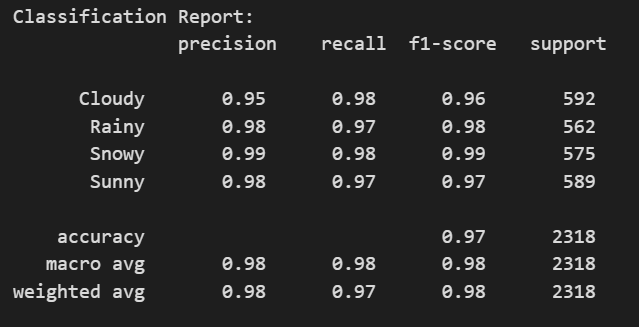 Classification Report:
precision recall f1-score support
Cloudy 0.95 0.98 0.96 592
Rainy 0.98 0.97 0.98 562
Snowy 0.99 0.98 0.99 575
Sunny 0.98 0.97 0.97 589
accuracy 0.97 2318
macro avg 0.98 0.98 0.98 2318
weighted avg 0.98 0.97 0.98 2318